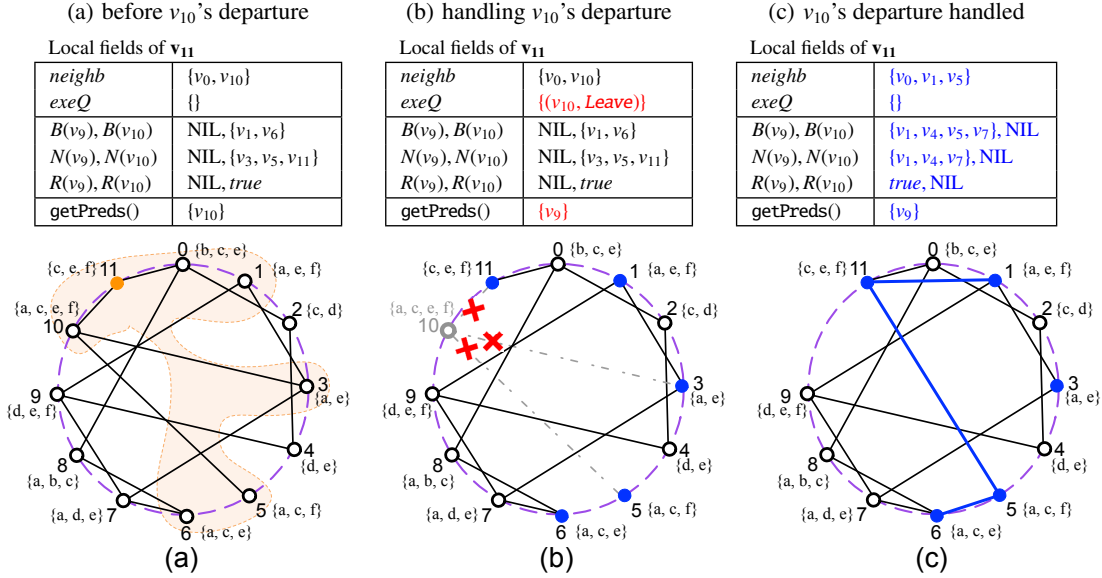 (a) before v₁₀'s departure
Local fields of v₁₁
neighb {v₀, v₁₀}
exeQ {}
B(v₉), B(v₁₀) NIL, {v₁, v₆}
N(v₉), N(v₁₀) NIL, {v₃, v₅, v₁₁}
R(v₉), R(v₁₀) NIL, true
getPreds() {v₁₀}
0 {b, c, e}
{c, e, f} 11
1 {a, e, f}
{a, c, e, f}
10
2 {c, d}
9
{d, e, f}
3
{a, e}
4
{d, e}
8
{a, b, c}
5 {a, c, f}
{a, d, e} 7
6 {a, c, e}
(a)
(b) handling v₁₀'s departure
Local fields of v₁₁
neighb {v₀, v₁₀}
exeQ {(v₁₀, Leave)}
B(v₉), B(v₁₀) NIL, {v₁, v₆}
N(v₉), N(v₁₀) NIL, {v₃, v₅, v₁₁}
R(v₉), R(v₁₀) NIL, true
getPreds() {v₉}
0 {b, c, e}
{c, e, f} 11
1 {a, e, f}
{a, c, e, f}
10
2 {c, d}
9
{d, e, f}
3
{a, e}
4
{d, e}
8
{a, b, c}
5 {a, c, f}
{a, d, e} 7
6 {a, c, e}
(b)
(c) v₁₀'s departure handled
Local fields of v₁₁
neighb {v₀, v₁, v₅}
exeQ {}
B(v₉), B(v₁₀) {v₁, v₄, v₅, v₇}, NIL
N(v₉), N(v₁₀) {v₁, v₄, v₇}, NIL
R(v₉), R(v₁₀) true, NIL
getPreds() {v₉}
0 {b, c, e}
{c, e, f} 11
1 {a, e, f}
2 {c, d}
9
{d, e, f}
3
{a, e}
4
{d, e}
8
{a, b, c}
5 {a, c, f}
{a, d, e} 7
6 {a, c, e}
(c)